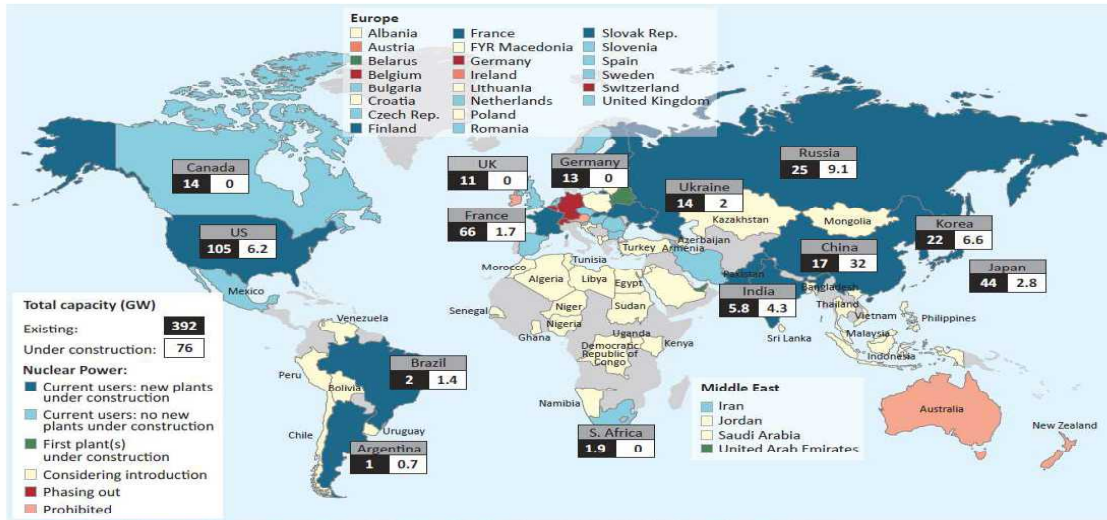 Europe
Albania
Austria
Belarus
Belgium
Bulgaria
Croatia
Czech Rep.
Finland
France
FYR Macedonia
Germany
Ireland
Lithuania
Netherlands
Poland
Romania
Slovak Rep.
Slovenia
Spain
Sweden
Switzerland
United Kingdom
Canada
14 0
UK
11 0
Germany
13 0
Russia
25 9.1
US
105 6.2
France
66 1.7
Ukraine
14 2
Kazakhstan
Mongolia
Korea
22 6.6
China
17 32
Japan
44 2.8
Turkey
Armenia
Azerbaijan
Mexico
Morocco
Tunisia
Algeria
Libya
Egypt
Pakistan
Bangladesh
India
5.8 4.3
Thailand
Vietnam
Philippines
Senegal
Niger
Sudan
Nigeria
Ghana
Uganda
Kenya
Democratic
Republic of
Congo
Sri Lanka
Malaysia
Indonesia
Venezuela
Peru
Brazil
2 1.4
Bolivia
Chile
Uruguay
Argentina
1 0.7
Namibia
S. Africa
1.9 0
Australia
New Zealand
Total capacity (GW)
Existing: 392
Under construction: 76
Nuclear Power:
Current users: new plants
under construction
Current users: no new
plants under construction
First plant(s)
under construction
Considering introduction
Phasing out
Prohibited
Middle East
Iran
Jordan
Saudi Arabia
United Arab Emirates